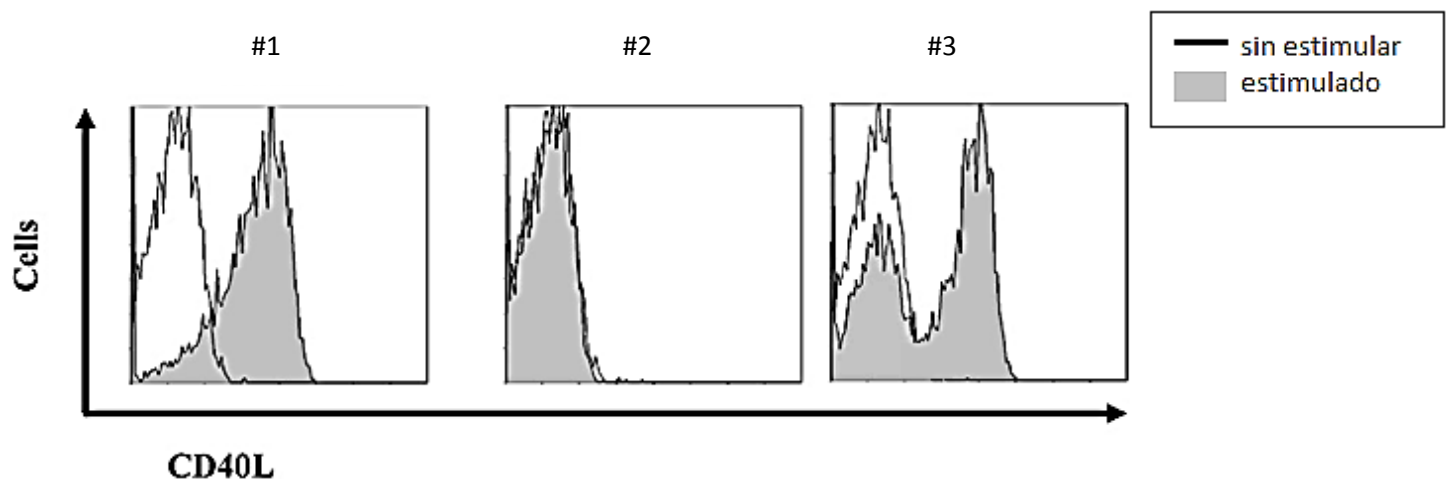 #1
#2
#3
sin estimular
estimulado
Cells
CD40L